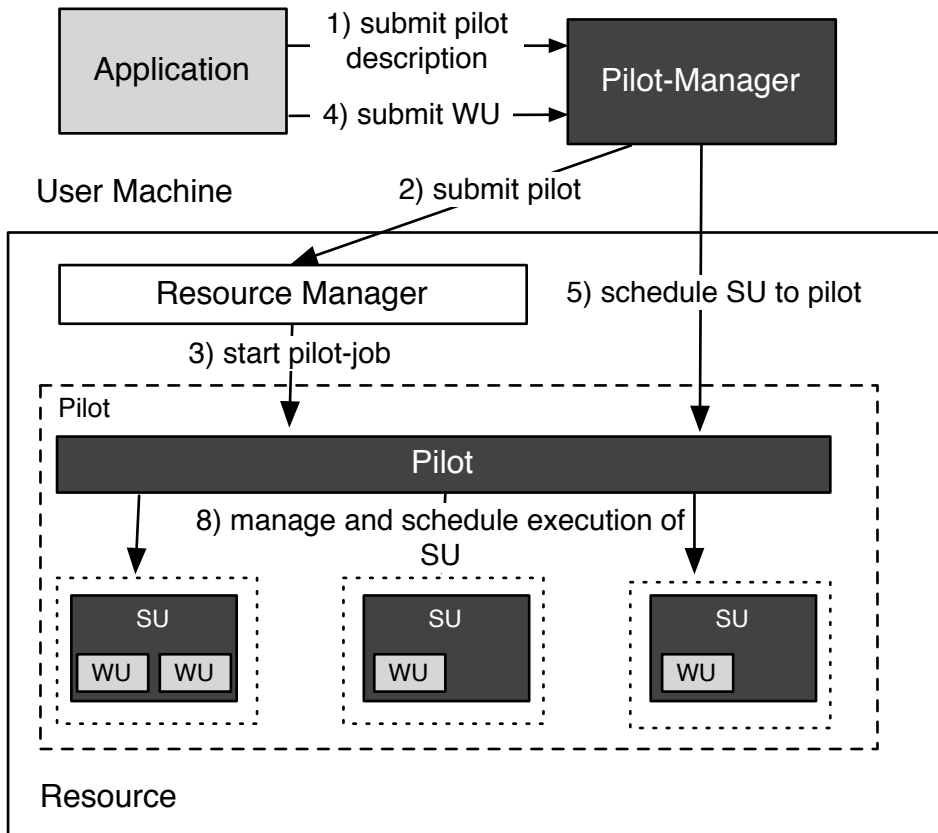 1) submit pilot
description
Application
Pilot-Manager
4) submit WU
User Machine
2) submit pilot
Resource Manager
5) schedule SU to pilot
3) start pilot-job
Pilot
Pilot
8) manage and schedule execution of
SU
SU
SU
SU
WU
WU
WU
WU
Resource